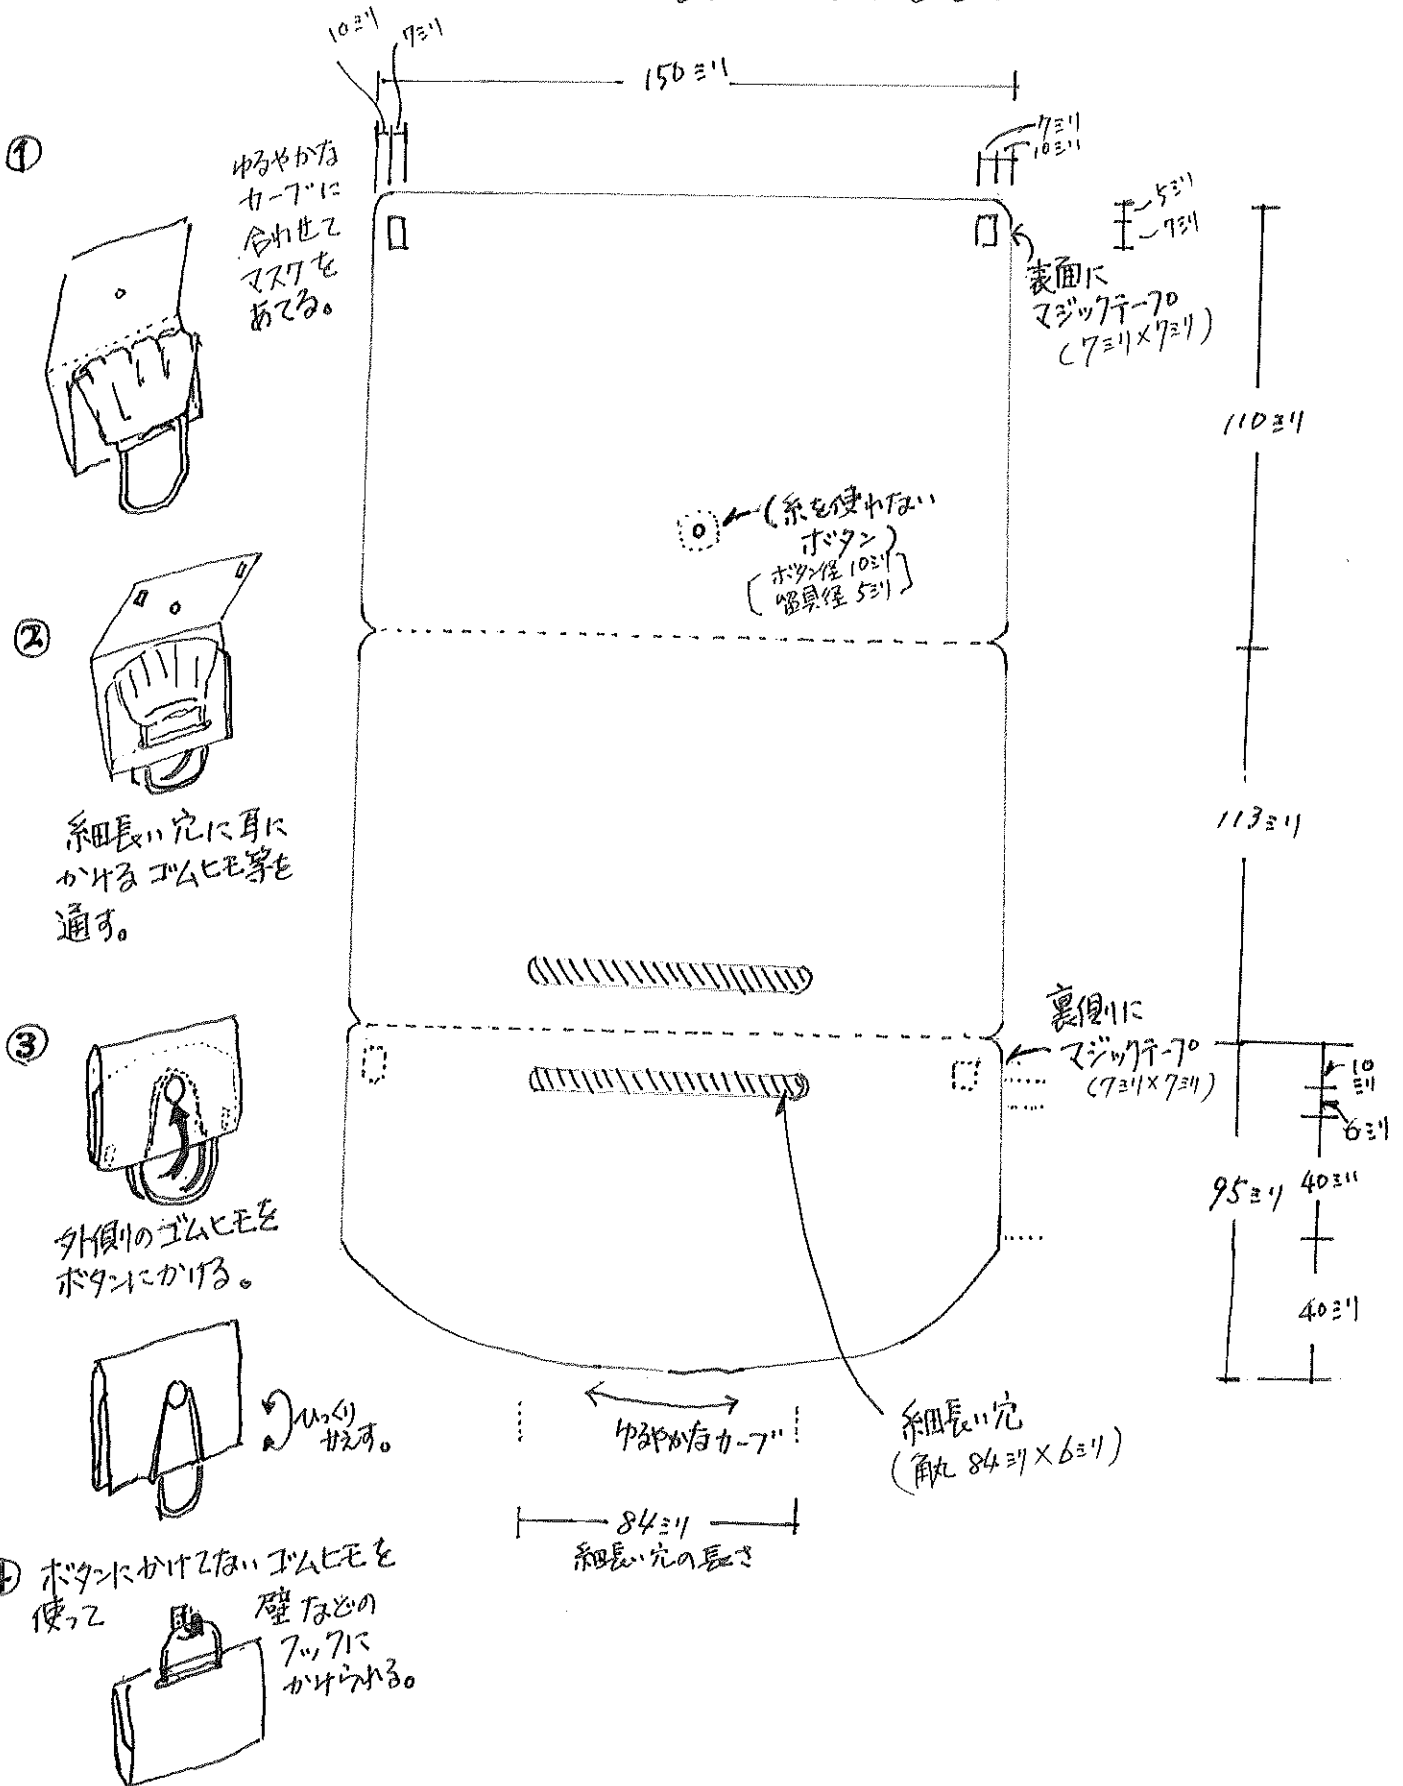 10ミリ
7ミリ
150ミリ
①
ゆるやかな
カーブに
合わせて
マスクを
あてる。
7ミリ
10ミリ
5ミリ
7ミリ
表面に
マジックテープ
(7ミリ×7ミリ)
110ミリ
(糸を使わない
ボタン)
[ボタン径10ミリ
留具径5ミリ]
②
細長い穴に耳に
かけるゴムヒモ等を
通す。
113ミリ
③
外側のゴムヒモを
ボタンにかける。
裏側に
マジックテープ
(7ミリ×7ミリ)
10
ミリ
6ミリ
95ミリ
40ミリ
40ミリ
ひっくり
かえす。
ゆるやかなカーブ
細長い穴
(角丸 84ミリ×6ミリ)
84ミリ
細長い穴の長さ
ボタンにかけてないゴムヒモを
使って
壁などの
フックに
かけられる。